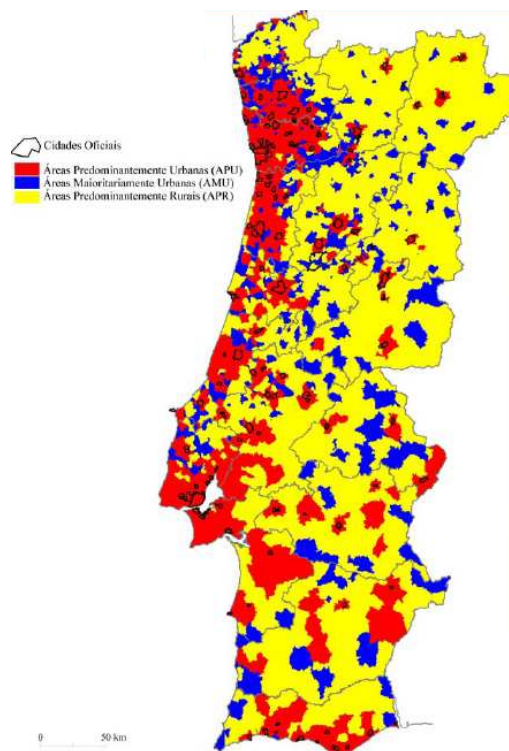 Cidades Oficiais
Áreas Predominantemente Urbanas (APU)
Áreas Maioritariamente Urbanas (AMU)
Áreas Predominantemente Rurais (APR)
0 50 km